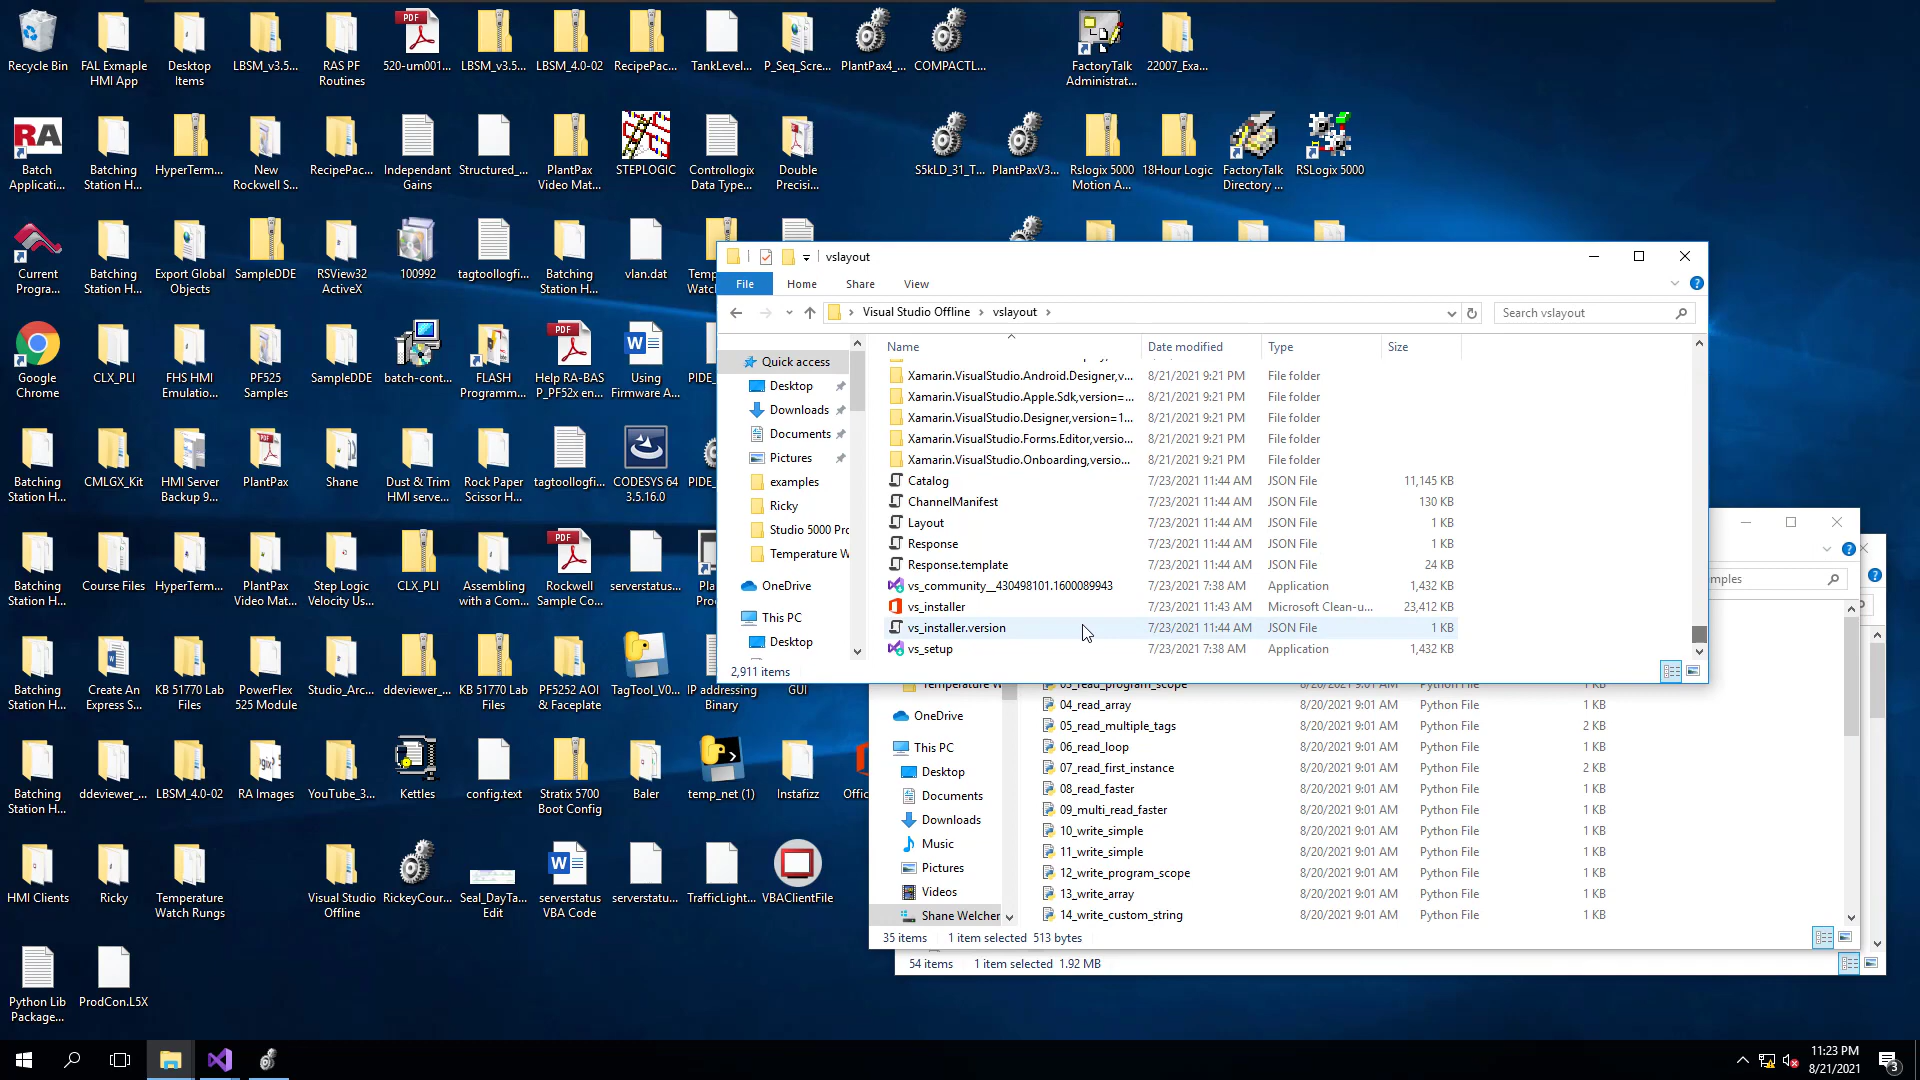 Recycle Bin
FAL Exmaple
HMI App
Desktop
Items
LBSM_v3.5...
RAS PF
Routines
PDF
520-um001...
LBSM_v3.5...
LBSM_4.0-02
RecipePac...
TankLevel...
P_Seq_Scre...
PlantPax4_...
COMPACTL...
FactoryTalk
Administrat...
22007_Exa...
RA
Batch
Applicatio...
Batching
Station H...
HyperTerm...
New
Rockwell S...
RecipePac...
Independant
Gains
Structured_...
PlantPax
Video Mat...
STEPLOGIC
Controllogix
Data Type...
Double
Precisi...
S5kLD_31_T...
PlantPaxV3...
Rslogix 5000
Motion A...
18Hour Logic
FactoryTalk
Directory ...
RSLogix 5000
Current
Progra...
Batching
Station H...
Export Global
Objects
SampleDDE
RSView32
ActiveX
100992
tagtoollogfi...
Batching
Station H...
vlan.dat
Google
Chrome
CLX_PLI
FHS HMI
Emulatio...
PF525
Samples
SampleDDE
batch-cont...
FLASH
Programm...
PDF
Help RA-BAS
P_PF52x en...
Using
Firmware A...
Batching
Station H...
CMLGX_Kit
HMI Server
Backup 9...
PlantPax
Shane
Dust & Trim
HMI serve...
Rock Paper
Scissor H...
tagtoollogfi...
CODESYS 64
3.5.16.0
Batching
Station H...
Course Files
HyperTerm...
PlantPax
Video Mat...
Step Logic
Velocity Us...
CLX_PLI
Assembling
with a Com...
PDF
Rockwell
Sample Co...
serverstatus...
Batching
Station H...
Create An
Express S...
KB 51770 Lab
Files
PowerFlex
525 Module
Studio_Arc...
ddeviewer_...
KB 51770 Lab
Files
PF5252 AOI
& Faceplate
TagTool_V0...
IP addressing
Binary
GUI
Batching
Station H...
ddeviewer_...
LBSM_4.0-02
RA Images
YouTube_3...
Kettles
config.text
Stratix 5700
Boot Config
Baler
temp_net (1)
Instafizz
HMI Clients
Ricky
Temperature
Watch Rungs
Visual Studio
Offline
RickeyCour...
Seal_DayTa...
Edit
serverstatus
VBA Code
serverstatu...
TrafficLight...
VBAClientFile
Python Lib
Package...
ProdCon.L5X
vslayout
File
Home
Share
View
Visual Studio Offline
vslayout
Search vslayout
Quick access
Desktop
Downloads
Documents
Pictures
examples
Ricky
Studio 5000 Pro
Temperature W
OneDrive
This PC
Desktop
Name
Date modified
Type
Size
Xamarin.VisualStudio.Android.Designer,v... 8/21/2021 9:21 PM File folder
Xamarin.VisualStudio.Apple.Sdk,version=... 8/21/2021 9:21 PM File folder
Xamarin.VisualStudio.Designer,version=1... 8/21/2021 9:21 PM File folder
Xamarin.VisualStudio.Forms.Editor,versio... 8/21/2021 9:21 PM File folder
Xamarin.VisualStudio.Onboarding,versio... 8/21/2021 9:21 PM File folder
Catalog 7/23/2021 11:44 AM JSON File 11,145 KB
ChannelManifest 7/23/2021 11:44 AM JSON File 130 KB
Layout 7/23/2021 11:44 AM JSON File 1 KB
Response 7/23/2021 11:44 AM JSON File 1 KB
Response.template 7/23/2021 11:44 AM JSON File 24 KB
vs_community__430498101.1600089943 7/23/2021 7:38 AM Application 1,432 KB
vs_installer 7/23/2021 11:43 AM Microsoft Clean-u... 23,412 KB
vs_installer.version 7/23/2021 11:44 AM JSON File 1 KB
vs_setup 7/23/2021 7:38 AM Application 1,432 KB
2,911 items
OneDrive
This PC
Desktop
Documents
Downloads
Music
Pictures
Videos
Shane Welcher
03_read_program_scope 8/20/2021 9:01 AM Python File 1 KB
04_read_array 8/20/2021 9:01 AM Python File 1 KB
05_read_multiple_tags 8/20/2021 9:01 AM Python File 2 KB
06_read_loop 8/20/2021 9:01 AM Python File 1 KB
07_read_first_instance 8/20/2021 9:01 AM Python File 2 KB
08_read_faster 8/20/2021 9:01 AM Python File 1 KB
09_multi_read_faster 8/20/2021 9:01 AM Python File 1 KB
10_write_simple 8/20/2021 9:01 AM Python File 1 KB
11_write_simple 8/20/2021 9:01 AM Python File 1 KB
12_write_program_scope 8/20/2021 9:01 AM Python File 1 KB
13_write_array 8/20/2021 9:01 AM Python File 1 KB
14_write_custom_string 8/20/2021 9:01 AM Python File 1 KB
35 items 1 item selected 513 bytes
54 items 1 item selected 1.92 MB
11:23 PM
8/21/2021
3